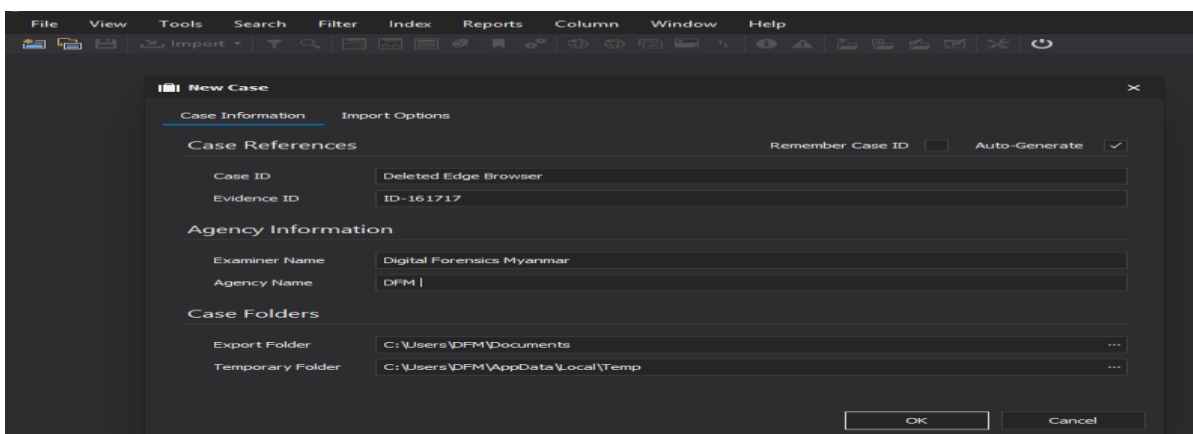 File View Tools Search Filter Index Reports Column Window Help
Import
New Case
Case Information Import Options
Case References Remember Case ID Auto-Generate
Case ID Deleted Edge Browser
Evidence ID ID-161717
Agency Information
Examiner Name Digital Forensics Myanmar
Agency Name DFM
Case Folders
Export Folder C:\Users\DFM\Documents ...
Temporary Folder C:\Users\DFM\AppData\Local\Temp ...
OK Cancel